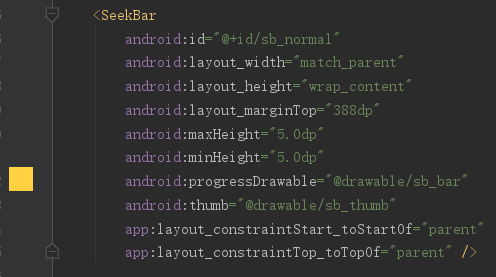 <SeekBar
android:id="@+id/sb_normal"
android:layout_width="match_parent"
android:layout_height="wrap_content"
android:layout_marginTop="388dp"
android:maxHeight="5.0dp"
android:minHeight="5.0dp"
android:progressDrawable="@drawable/sb_bar"
android:thumb="@drawable/sb_thumb"
app:layout_constraintStart_toStartOf="parent"
app:layout_constraintTop_toTopOf="parent" />